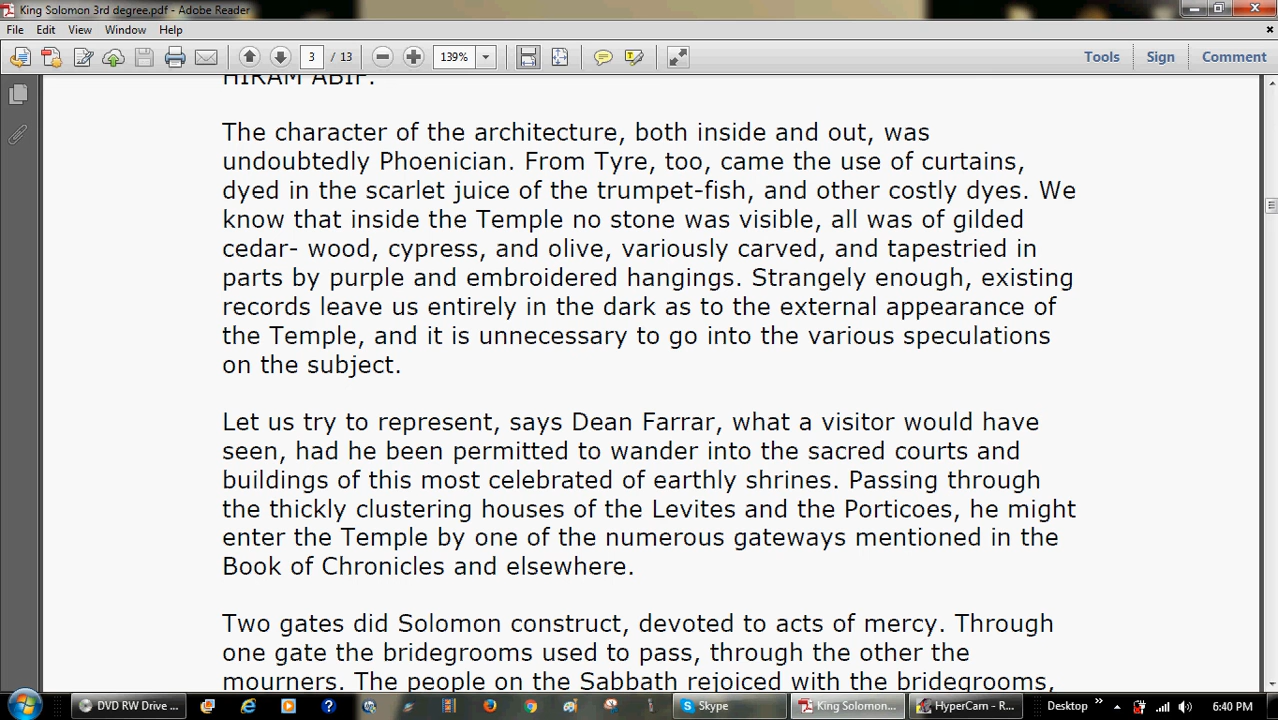 King Solomon 3rd degree.pdf - Adobe Reader
File Edit View Window Help
3 / 13 139% Tools Sign Comment
HIRAM ABIF.
The character of the architecture, both inside and out, was
undoubtedly Phoenician. From Tyre, too, came the use of curtains,
dyed in the scarlet juice of the trumpet-fish, and other costly dyes. We
know that inside the Temple no stone was visible, all was of gilded
cedar- wood, cypress, and olive, variously carved, and tapestried in
parts by purple and embroidered hangings. Strangely enough, existing
records leave us entirely in the dark as to the external appearance of
the Temple, and it is unnecessary to go into the various speculations
on the subject.
Let us try to represent, says Dean Farrar, what a visitor would have
seen, had he been permitted to wander into the sacred courts and
buildings of this most celebrated of earthly shrines. Passing through
the thickly clustering houses of the Levites and the Porticoes, he might
enter the Temple by one of the numerous gateways mentioned in the
Book of Chronicles and elsewhere.
Two gates did Solomon construct, devoted to acts of mercy. Through
one gate the bridegrooms used to pass, through the other the
mourners. The people on the Sabbath rejoiced with the bridegrooms,
DVD RW Drive ... Skype King Solomon... HyperCam - R... Desktop 6:40 PM